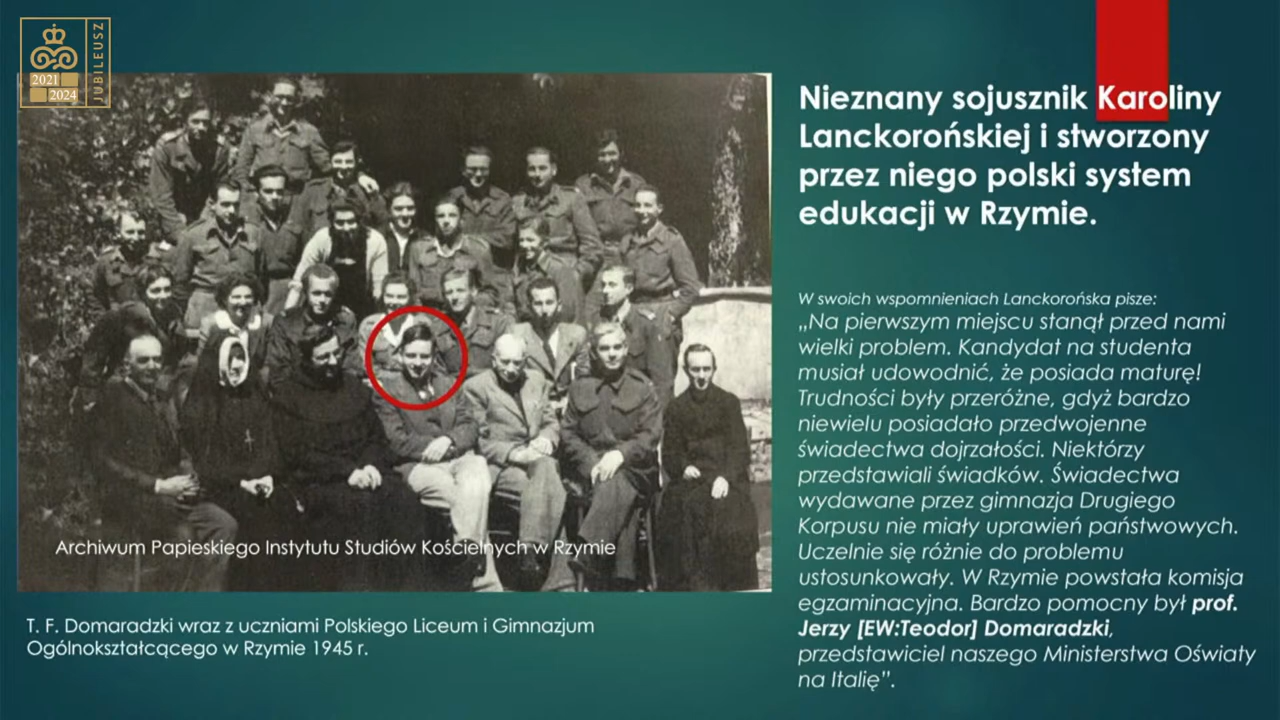 2021
2024
JUBILEUSZ
Nieznany sojusznik Karoliny
Lanckorońskiej i stworzony
przez niego polski system
edukacji w Rzymie.
W swoich wspomnieniach Lanckorońska pisze:
„Na pierwszym miejscu stanął przed nami
wielki problem. Kandydat na studenta
musiał udowodnić, że posiada maturę!
Trudności były przeróżne, gdyż bardzo
niewielu posiadało przedwojenne
świadectwa dojrzałości. Niektórzy
przedstawiali świadków. Świadectwa
wydawane przez gimnazja Drugiego
Korpusu nie miały uprawień państwowych.
Uczelnie się różnie do problemu
ustosunkowały. W Rzymie powstała komisja
egzaminacyjna. Bardzo pomocny był prof.
Jerzy [EW:Teodor] Domaradzki,
przedstawiciel naszego Ministerstwa Oświaty
na Italię”.
Archiwum Papieskiego Instytutu Studiów Kościelnych w Rzymie
T. F. Domaradzki wraz z uczniami Polskiego Liceum i Gimnazjum
Ogólnokształcącego w Rzymie 1945 r.